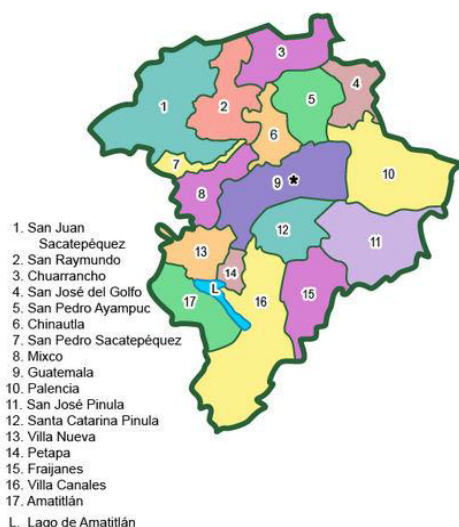 3
4
1
2
5
6
7
10
8
9 *
12
11
13
14
L
17
16
15
1. San Juan
Sacatepéquez
2. San Raymundo
3. Chuarrancho
4. San José del Golfo
5. San Pedro Ayampuc
6. Chinautla
7. San Pedro Sacatepéquez
8. Mixco
9. Guatemala
10. Palencia
11. San José Pinula
12. Santa Catarina Pinula
13. Villa Nueva
14. Petapa
15. Fraijanes
16. Villa Canales
17. Amatitlán
L. Lago de Amatitlán